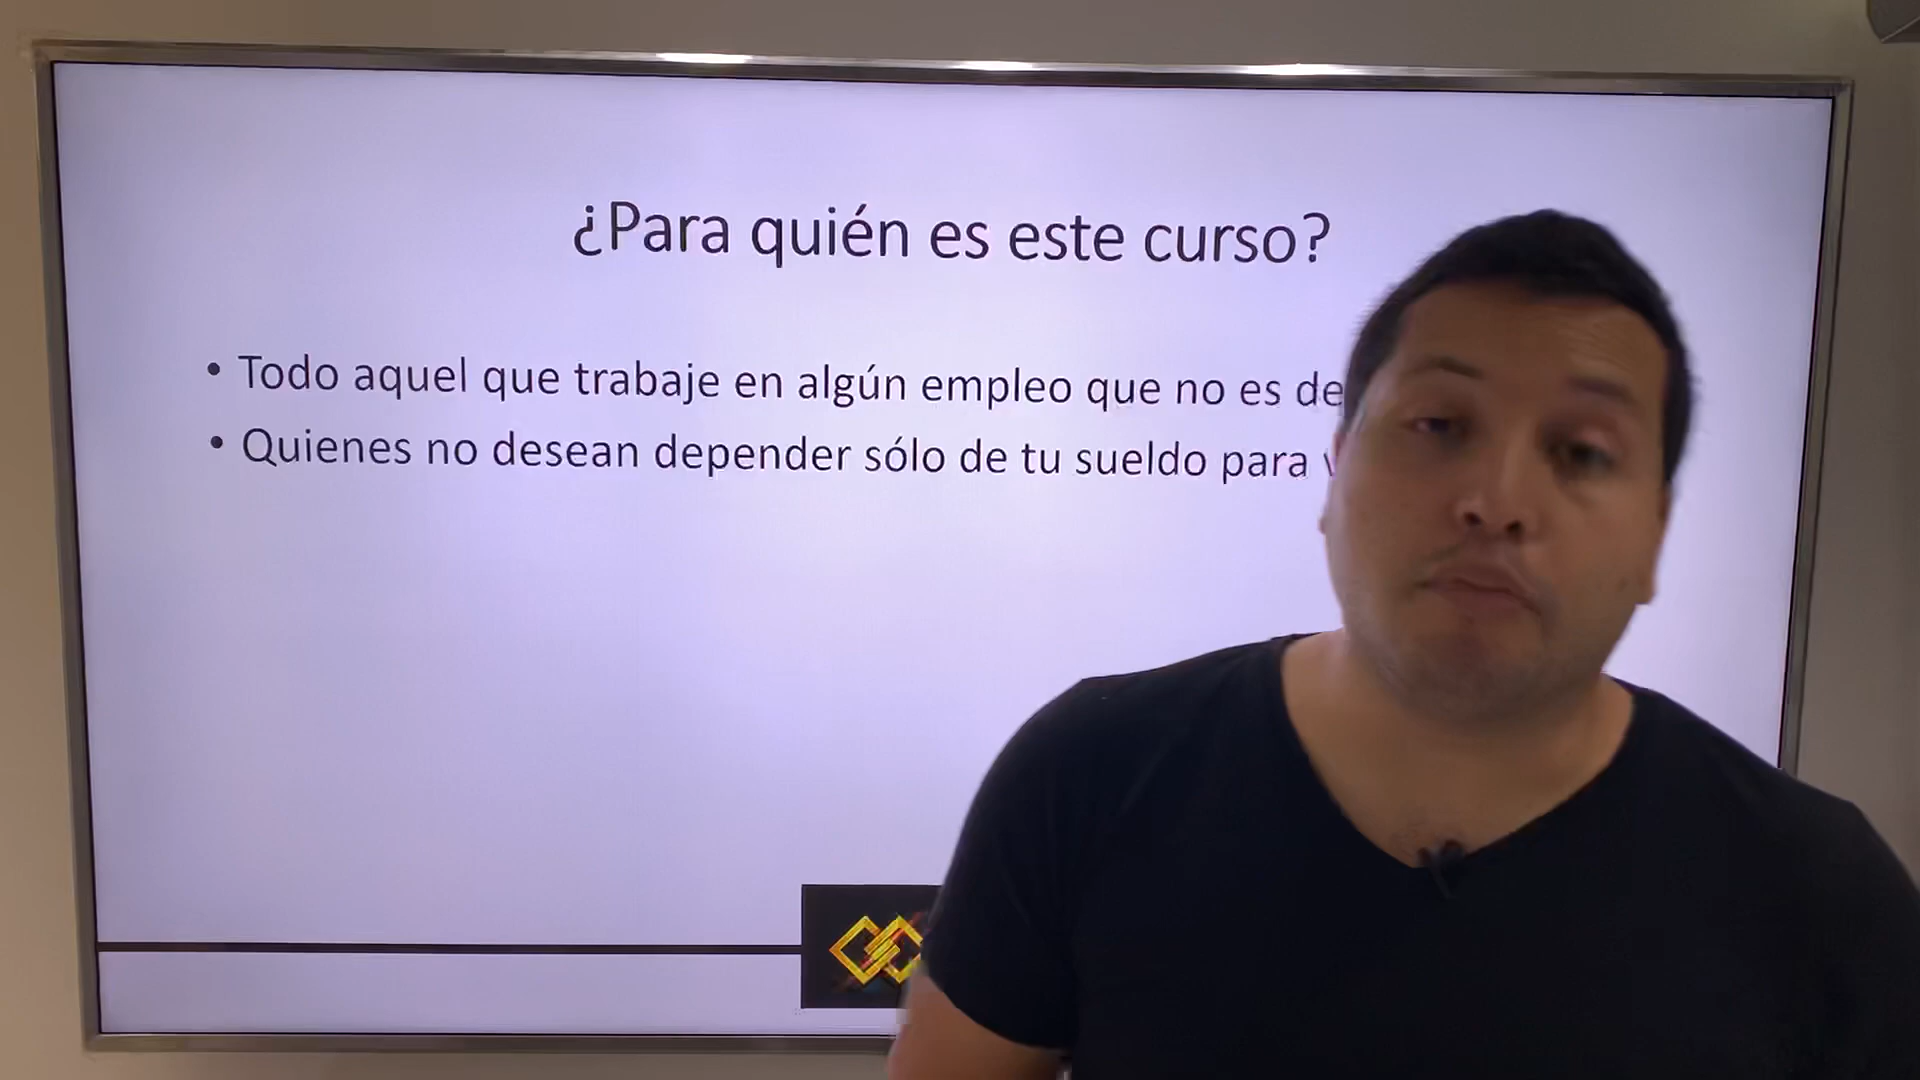 ¿Para quién es este curso?
• Todo aquel que trabaje en algún empleo que no es de
• Quienes no desean depender sólo de tu sueldo para